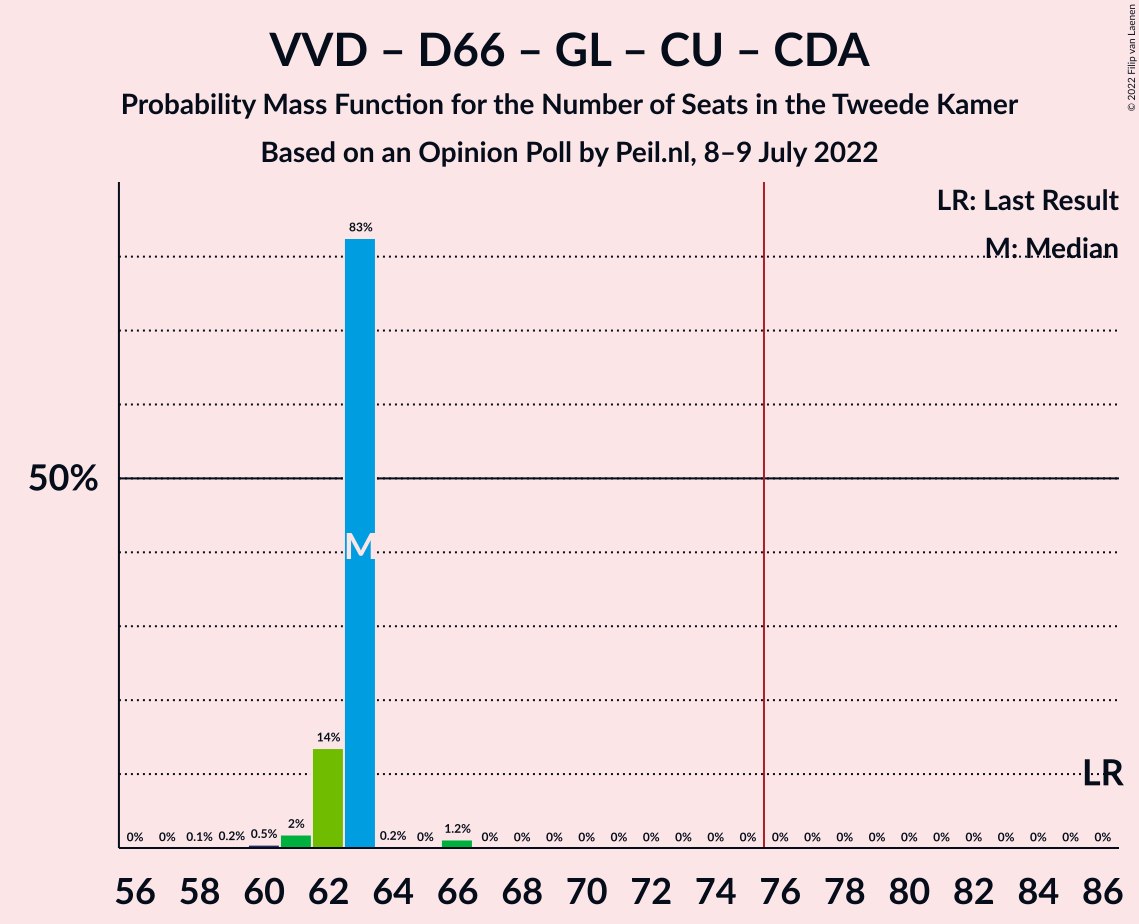 VVD – D66 – GL – CU – CDA
Probability Mass Function for the Number of Seats in the Tweede Kamer
Based on an Opinion Poll by Peil.nl, 8–9 July 2022
© 2022 Filip van Laenen
LR: Last Result
M: Median
83%
50%
M
14%
LR
0% 0% 0.1% 0.2% 0.5% 2% 0.2% 0% 1.2% 0% 0% 0% 0% 0% 0% 0% 0% 0% 0% 0% 0% 0% 0% 0% 0% 0% 0% 0% 0%
56 58 60 62 64 66 68 70 72 74 76 78 80 82 84 86